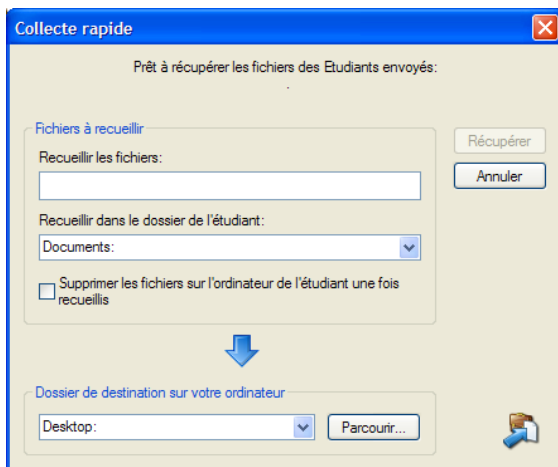 Collecte rapide
Prêt à récupérer les fichiers des Etudiants envoyés:
.
Fichiers à recueillir
Récupérer
Recueillir les fichiers:
Annuler
Recueillir dans le dossier de l'étudiant:
Documents:
Supprimer les fichiers sur l'ordinateur de l'étudiant une fois
recueillis
Dossier de destination sur votre ordinateur
Desktop:
Parcourir...